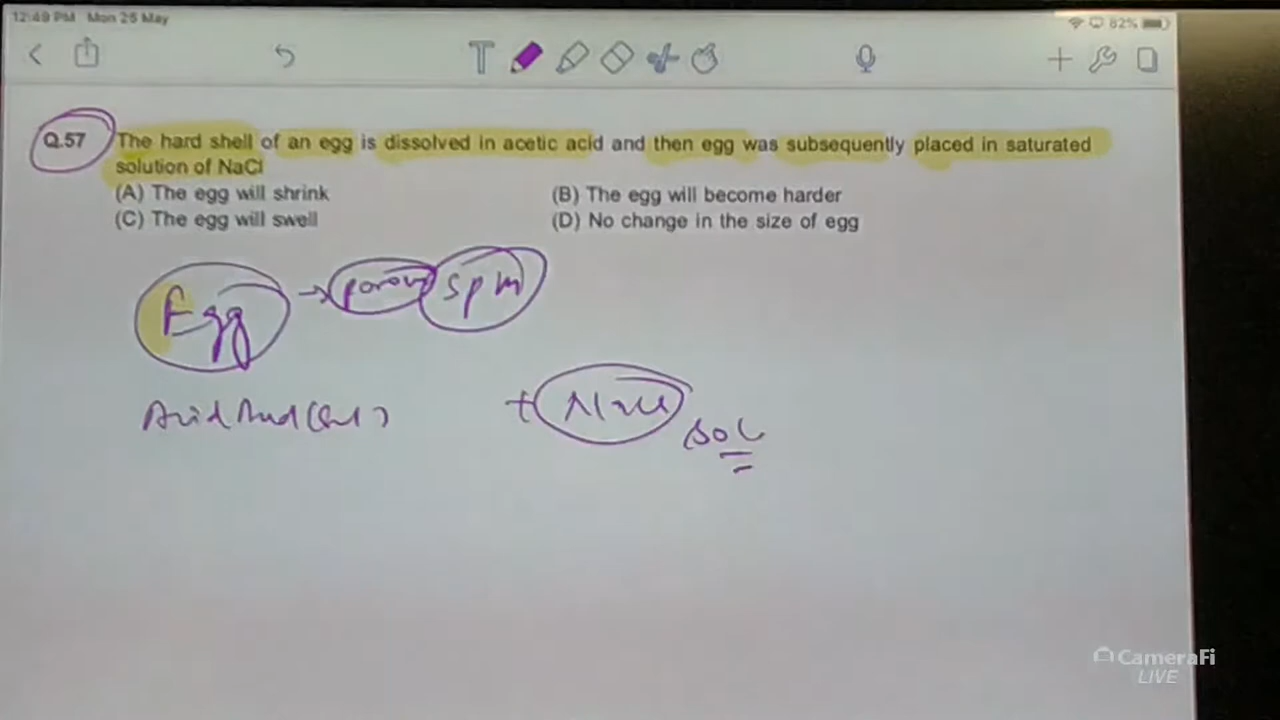 12:49 PM Mon 25 May
82%
T
Q.57 The hard shell of an egg is dissolved in acetic acid and then egg was subsequently placed in saturated
solution of NaCl
(A) The egg will shrink (B) The egg will become harder
(C) The egg will swell (D) No change in the size of egg
Egg → porous SPM
+ NaCl sol
CameraFi
LIVE